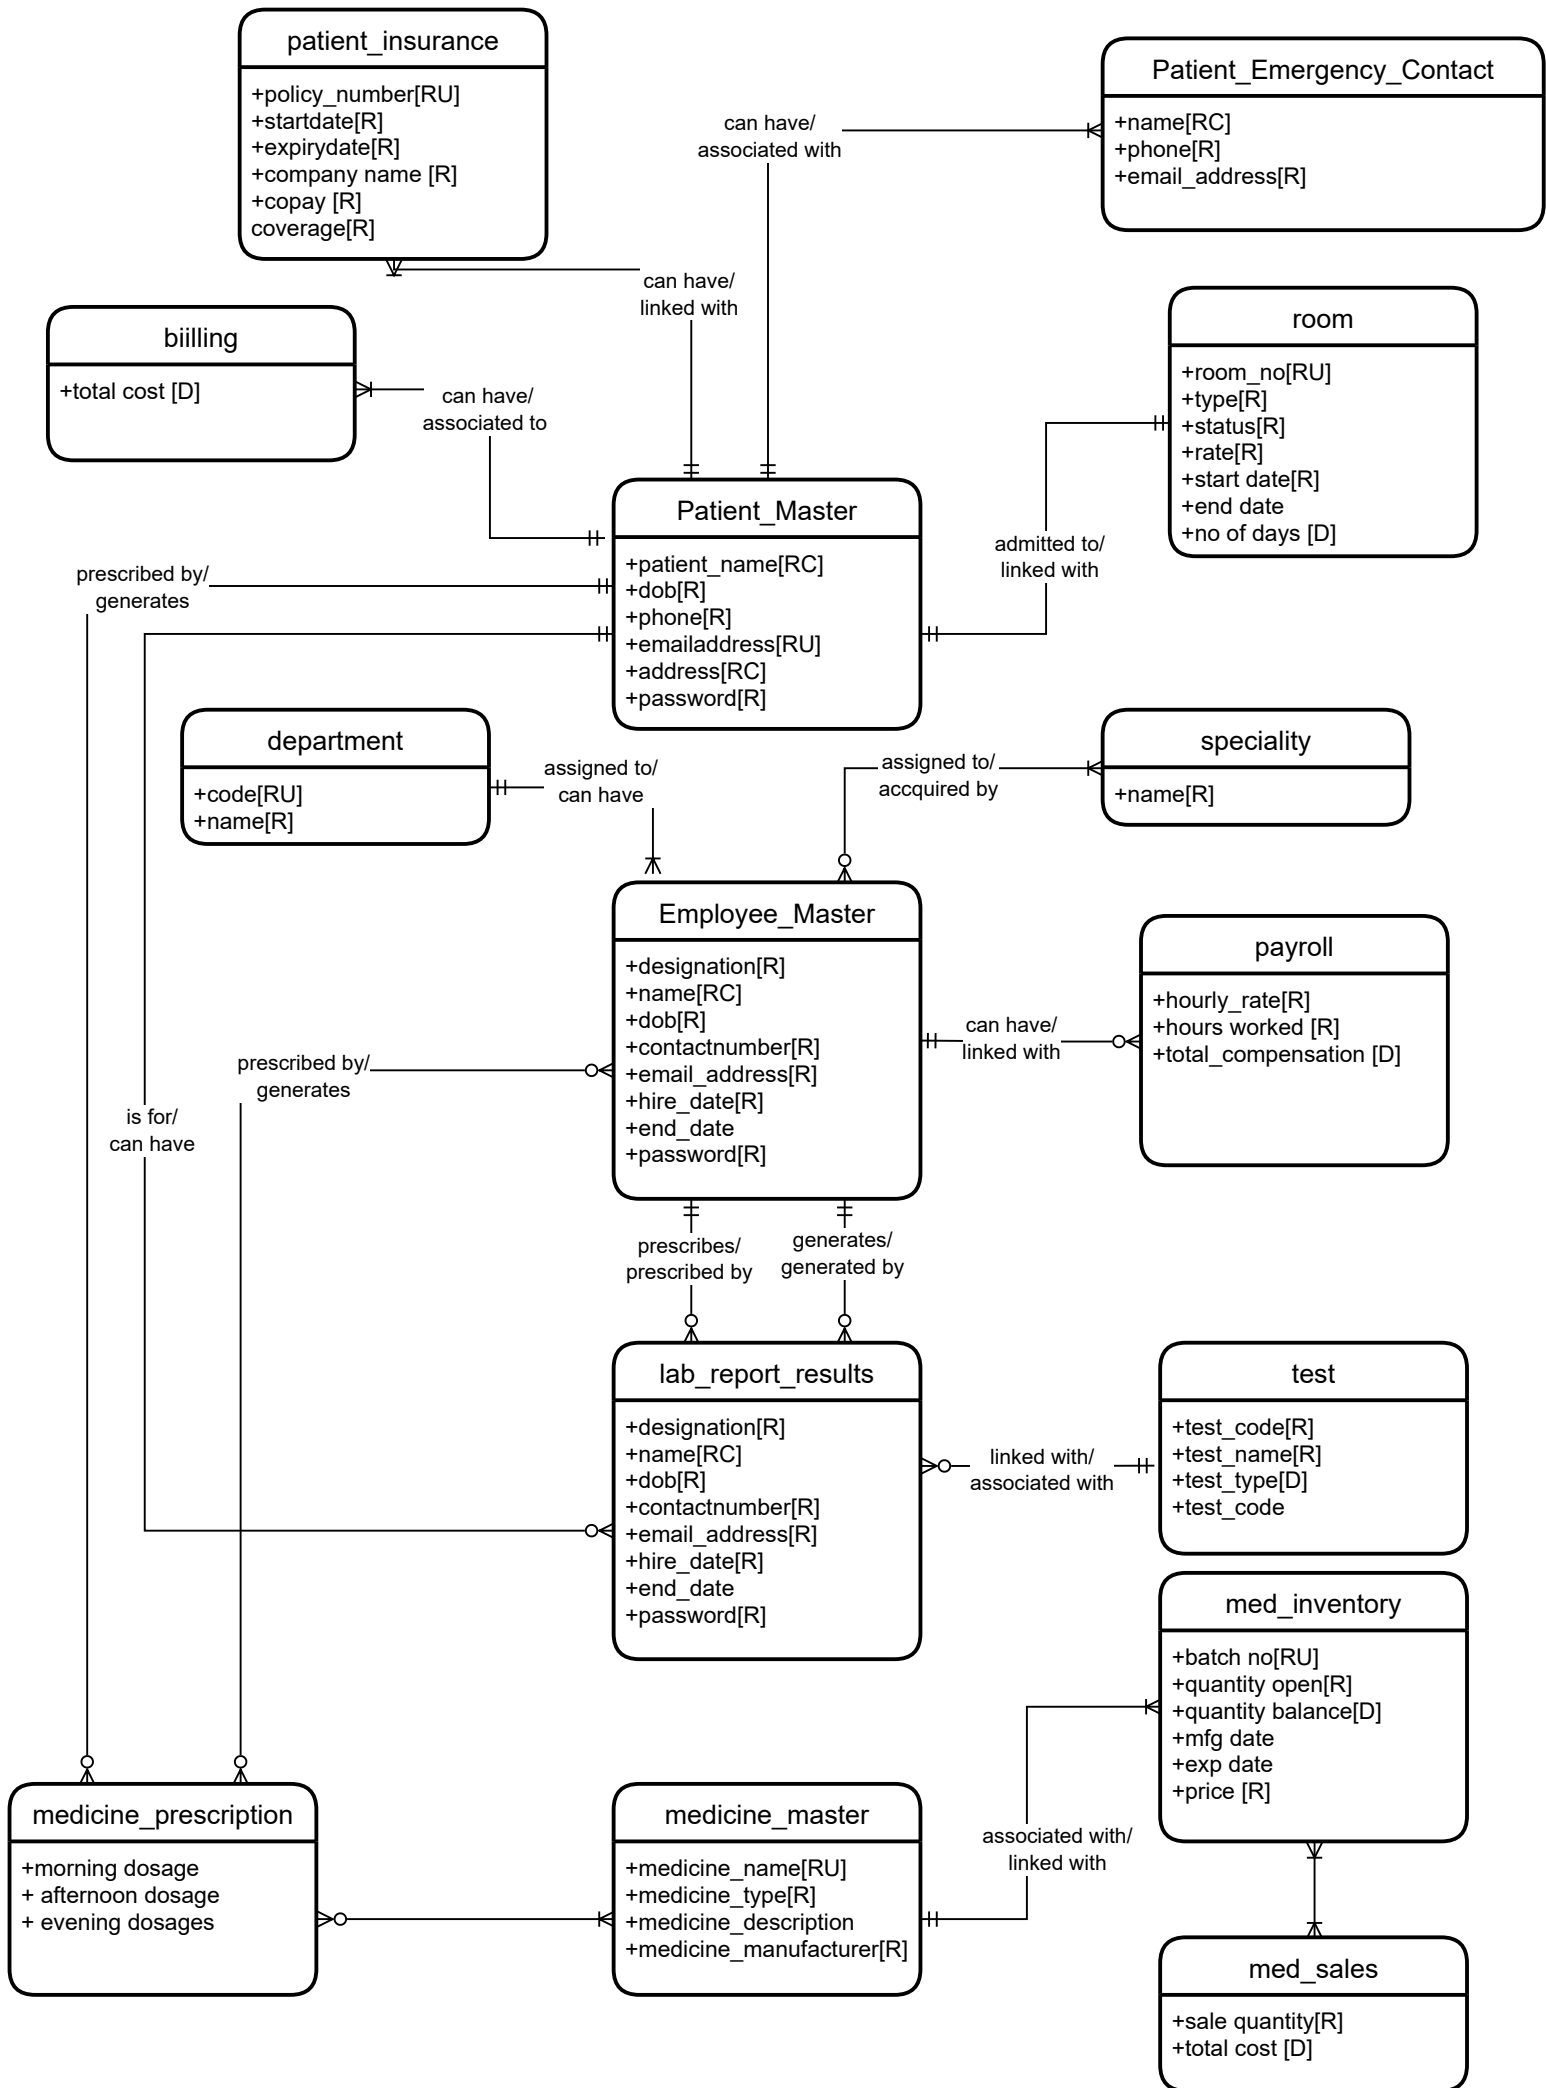 patient_insurance
+policy_number[RU]
+startdate[R]
+expirydate[R]
+company name [R]
+copay [R]
coverage[R]
Patient_Emergency_Contact
+name[RC]
+phone[R]
+email_address[R]
can have/
associated with
can have/
linked with
biilling
+total cost [D]
can have/
associated to
room
+room_no[RU]
+type[R]
+status[R]
+rate[R]
+start date[R]
+end date
+no of days [D]
Patient_Master
+patient_name[RC]
+dob[R]
+phone[R]
+emailaddress[RU]
+address[RC]
+password[R]
admitted to/
linked with
prescribed by/
generates
department
+code[RU]
+name[R]
assigned to/
can have
assigned to/
accquired by
speciality
+name[R]
Employee_Master
+designation[R]
+name[RC]
+dob[R]
+contactnumber[R]
+email_address[R]
+hire_date[R]
+end_date
+password[R]
can have/
linked with
payroll
+hourly_rate[R]
+hours worked [R]
+total_compensation [D]
prescribed by/
generates
is for/
can have
prescribes/
prescribed by
generates/
generated by
lab_report_results
+designation[R]
+name[RC]
+dob[R]
+contactnumber[R]
+email_address[R]
+hire_date[R]
+end_date
+password[R]
linked with/
associated with
test
+test_code[R]
+test_name[R]
+test_type[D]
+test_code
med_inventory
+batch no[RU]
+quantity open[R]
+quantity balance[D]
+mfg date
+exp date
+price [R]
medicine_prescription
+morning dosage
+ afternoon dosage
+ evening dosages
medicine_master
+medicine_name[RU]
+medicine_type[R]
+medicine_description
+medicine_manufacturer[R]
associated with/
linked with
med_sales
+sale quantity[R]
+total cost [D]